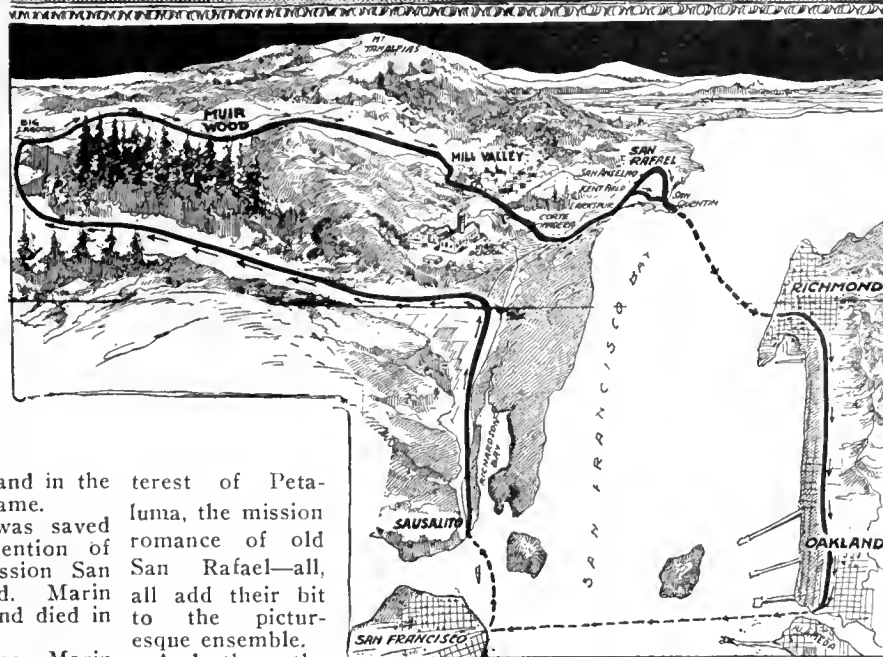 MT
TAMALPIAS
BIG
LAGOON
MUIR
WOOD
MILL VALLEY
SAN
RAFAEL
SAN ANSELMO
KENTFIELD
LARKSPUR
SAN
QUENTIN
CORTE
MADERA
RICHMOND
SAN FRANCISCO BAY
RICHARDSON
BAY
SAUSALITO
OAKLAND
SAN FRANCISCO
ALAMEDA
and in the
ame.
was saved
ention of
ssion San
d. Marin
nd died in
Marin
terest of Peta-
luma, the mission
romance of old
San Rafael—all,
all add their bit
to the pictur-
esque ensemble.